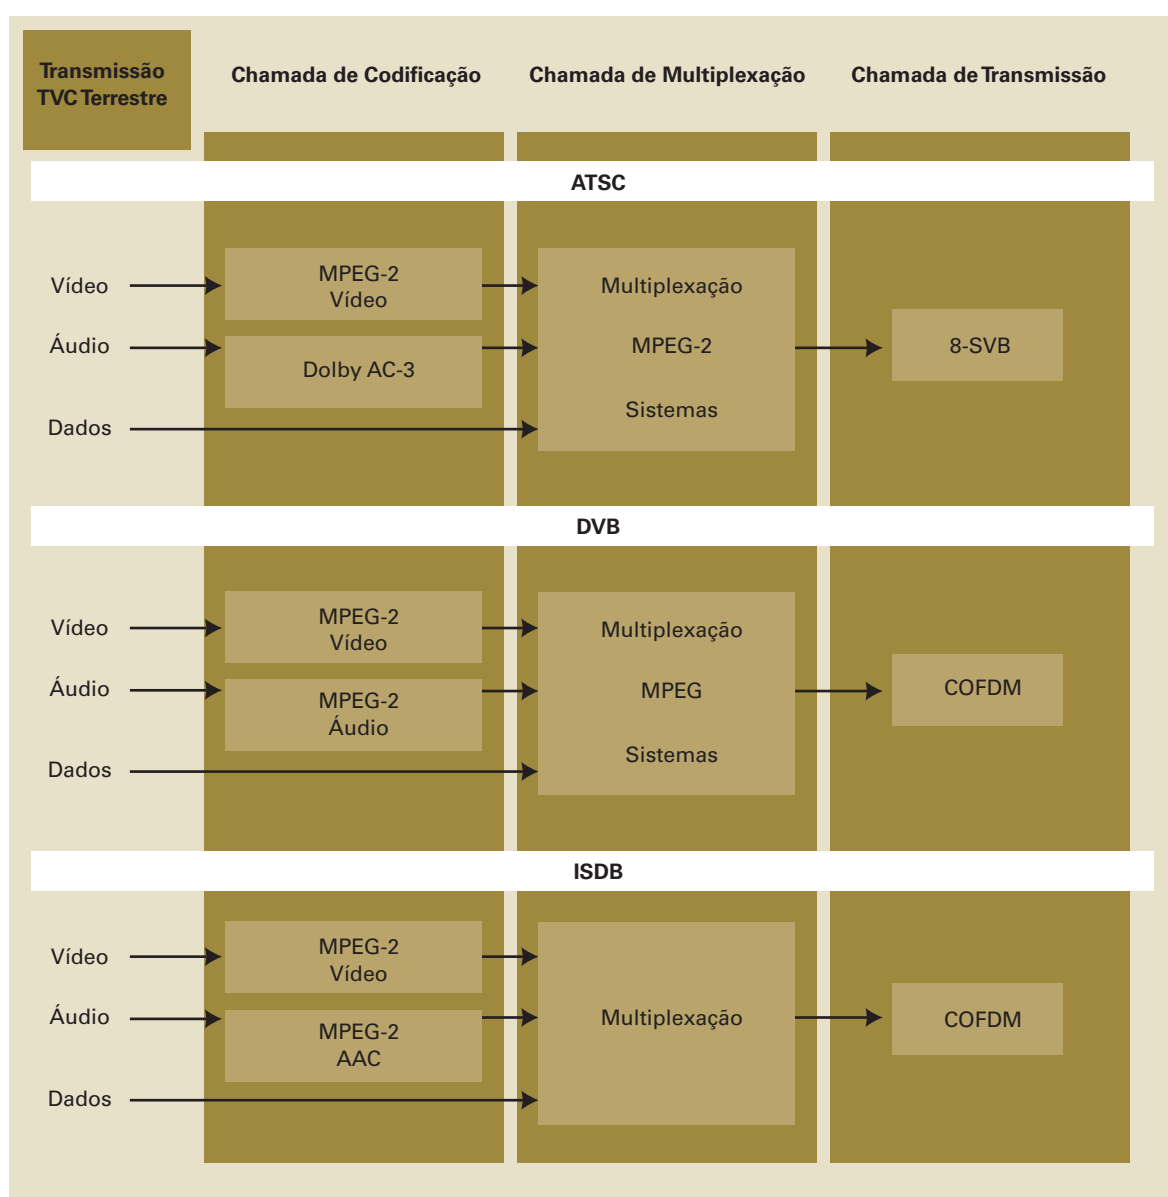 Transmissão
TVC Terrestre
Chamada de Codificação
Chamada de Multiplexação
Chamada de Transmissão
ATSC
Vídeo
MPEG-2
Vídeo
Áudio
Dolby AC-3
Dados
Multiplexação
MPEG-2
Sistemas
8-SVB
DVB
Vídeo
MPEG-2
Vídeo
Áudio
MPEG-2
Áudio
Dados
Multiplexação
MPEG
Sistemas
COFDM
ISDB
Vídeo
MPEG-2
Vídeo
Áudio
MPEG-2
AAC
Dados
Multiplexação
COFDM